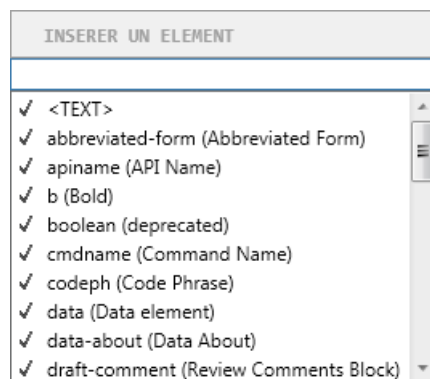 INSERER UN ELEMENT
<TEXT>
abbreviated-form (Abbreviated Form)
apiname (API Name)
b (Bold)
boolean (deprecated)
cmdname (Command Name)
codeph (Code Phrase)
data (Data element)
data-about (Data About)
draft-comment (Review Comments Block)